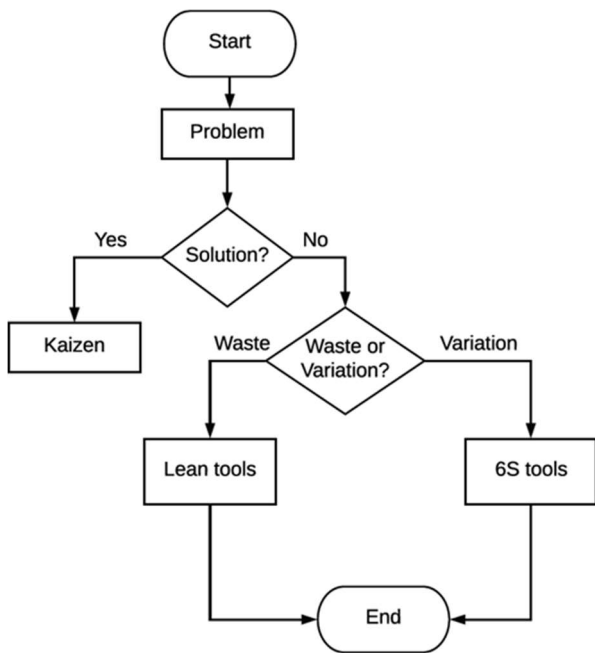 Start
Problem
Solution?
Yes
No
Kaizen
Waste or
Variation?
Waste
Variation
Lean tools
6S tools
End